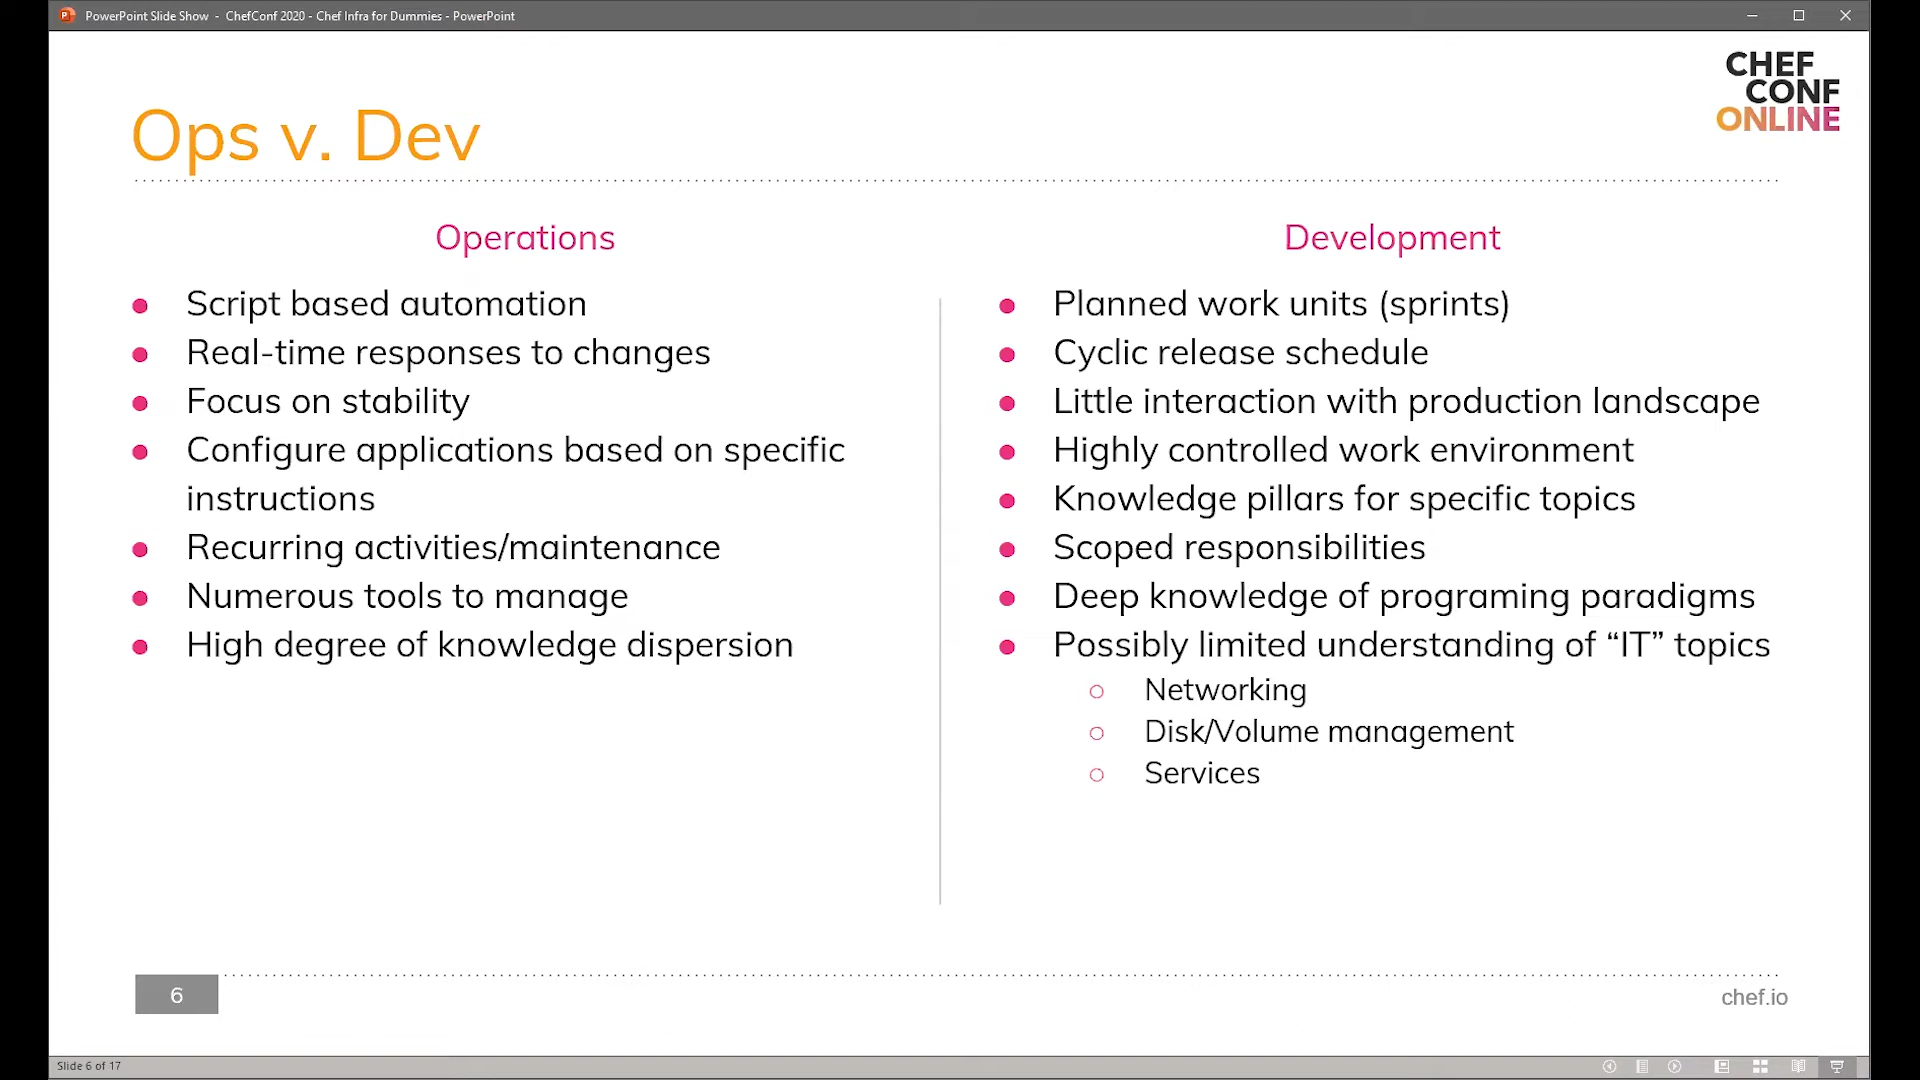 PowerPoint Slide Show - ChefConf 2020 - Chef Infra for Dummies - PowerPoint
CHEF
CONF
ONLINE
Ops v. Dev
Operations
Script based automation
Real-time responses to changes
Focus on stability
Configure applications based on specific
instructions
Recurring activities/maintenance
Numerous tools to manage
High degree of knowledge dispersion
Development
Planned work units (sprints)
Cyclic release schedule
Little interaction with production landscape
Highly controlled work environment
Knowledge pillars for specific topics
Scoped responsibilities
Deep knowledge of programing paradigms
Possibly limited understanding of “IT” topics
Networking
Disk/Volume management
Services
6
chef.io
Slide 6 of 17